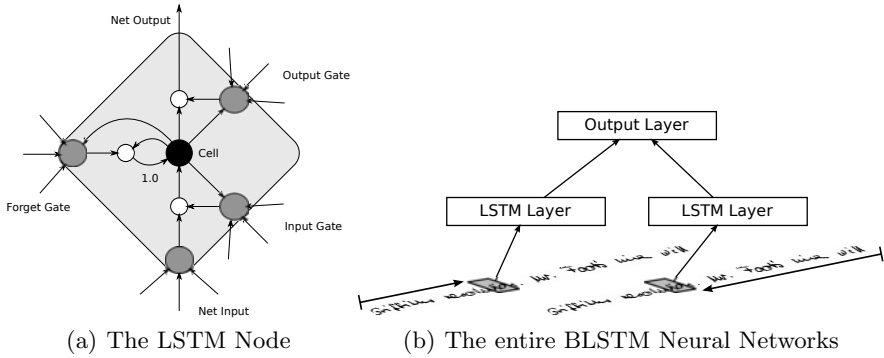 Net Output
Output Gate
Cell
1.0
Forget Gate
Input Gate
Net Input
(a) The LSTM Node
Output Layer
LSTM Layer
LSTM Layer
(b) The entire BLSTM Neural Networks